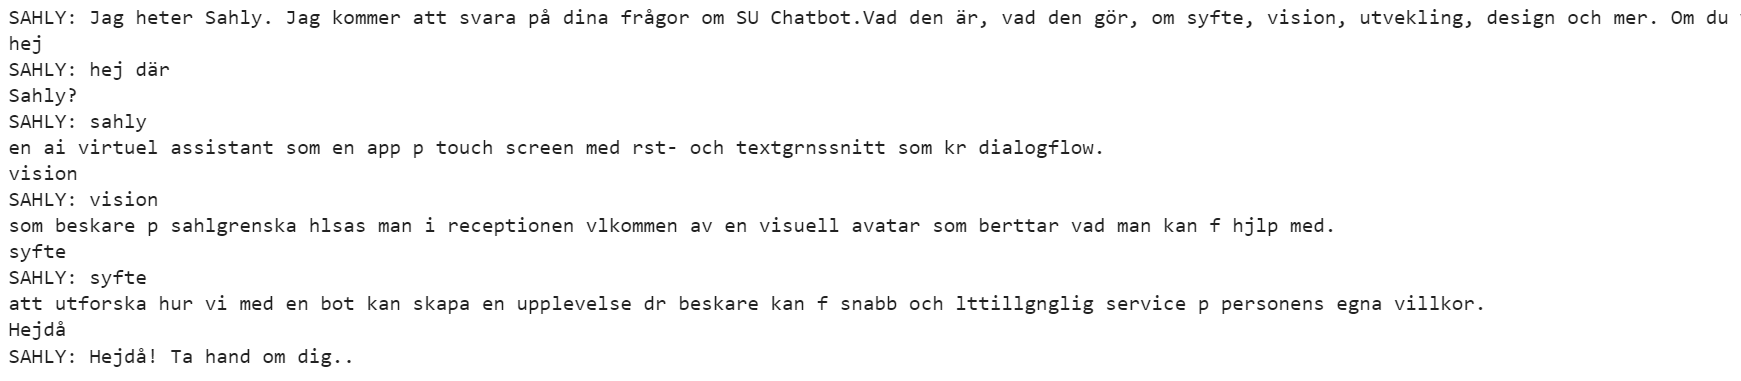 SAHLY: Jag heter Sahly. Jag kommer att svara på dina frågor om SU Chatbot.Vad den är, vad den gör, om syfte, vision, utvekling, design och mer. Om du
hej
SAHLY: hej där
Sahly?
SAHLY: sahly
en ai virtuel assistant som en app p touch screen med rst- och textgrnssnitt som kr dialogflow.
vision
SAHLY: vision
som beskare p sahlgrenska hlsas man i receptionen vlkommen av en visuell avatar som berttar vad man kan f hjlp med.
syfte
SAHLY: syfte
att utforska hur vi med en bot kan skapa en upplevelse dr beskare kan f snabb och lttillgnglig service p personens egna villkor.
Hejdå
SAHLY: Hejdå! Ta hand om dig..